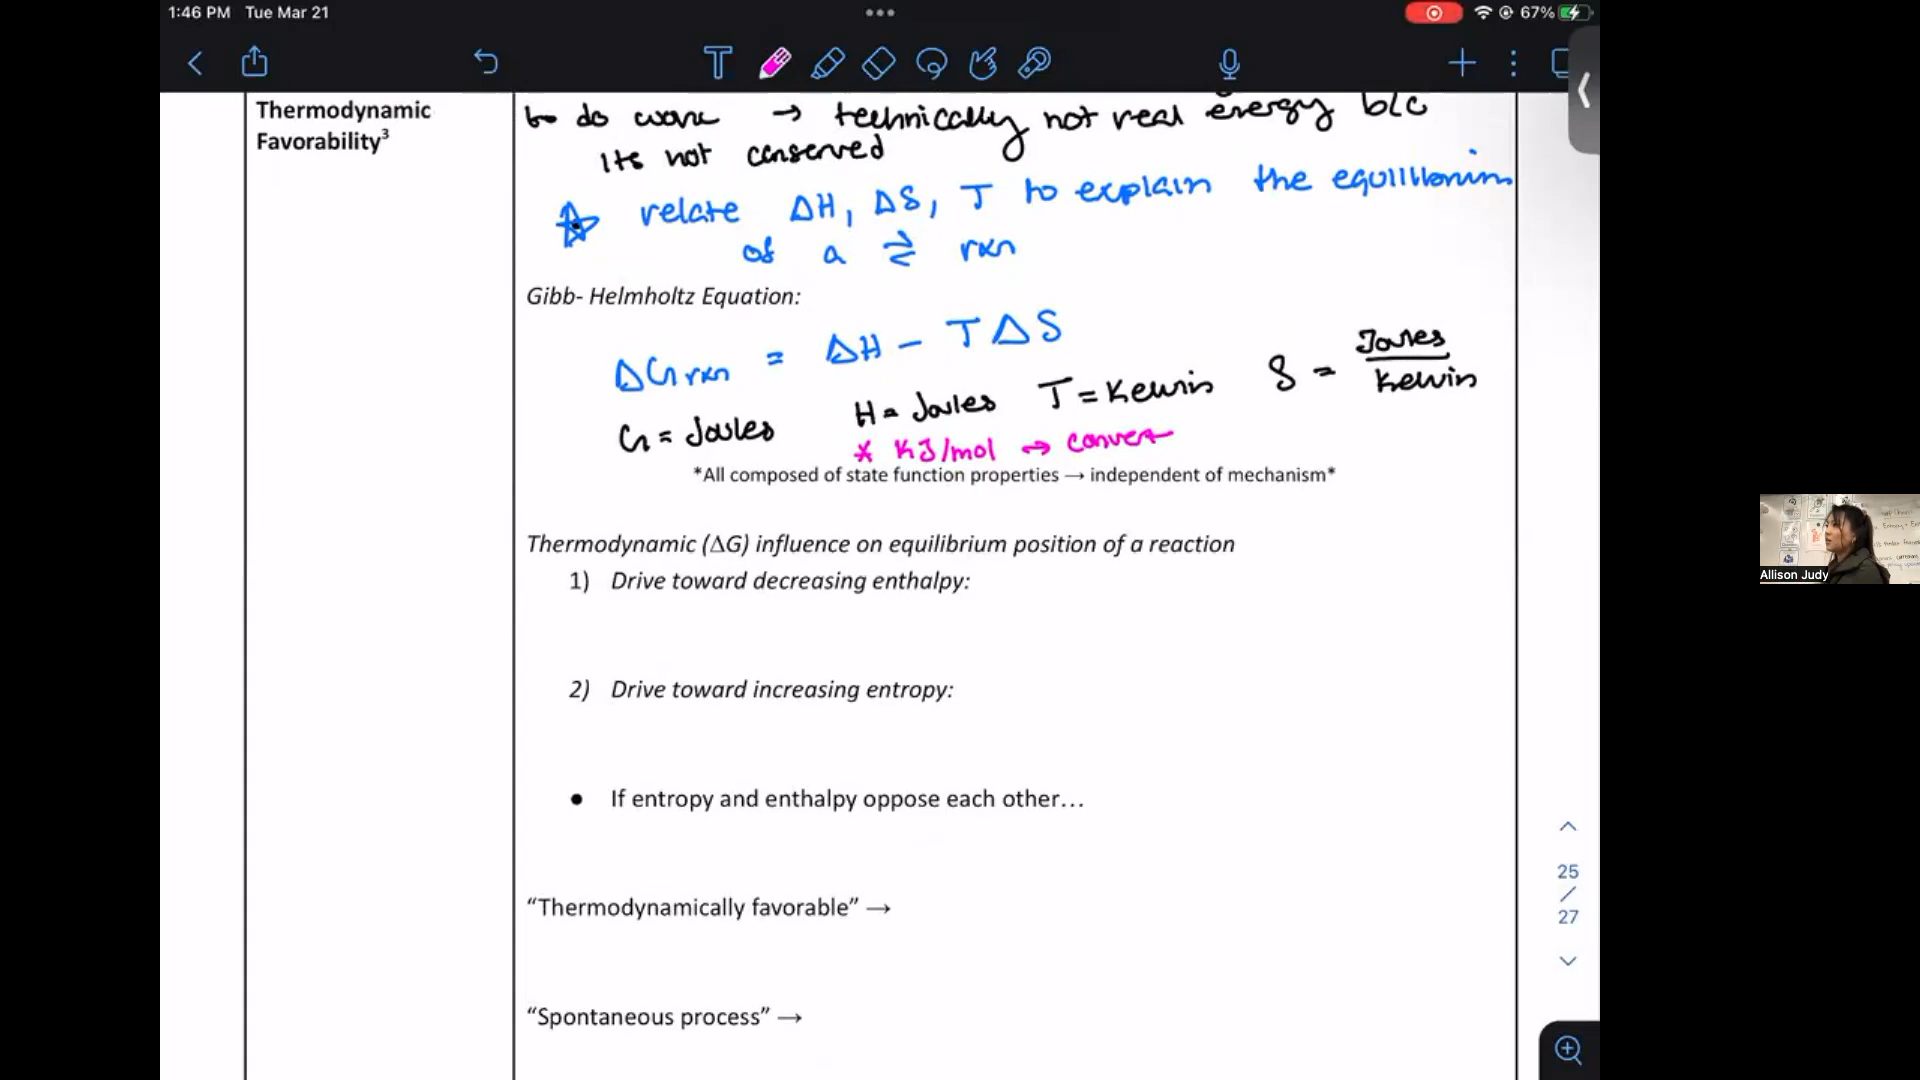 1:46 PM Tue Mar 21
67%
Thermodynamic
Favorability³
to do work → technically not real energy b/c
its not conserved
relate ΔH, ΔS, T to explain the equilibrium
of a ⇌ rxn
Gibb- Helmholtz Equation:
ΔGrxn = ΔH - TΔS
G = Joules H = Joules T = Kelvin S = Joules
Kelvin
* KJ/mol → convert
*All composed of state function properties → independent of mechanism*
Thermodynamic (ΔG) influence on equilibrium position of a reaction
1) Drive toward decreasing enthalpy:
2) Drive toward increasing entropy:
● If entropy and enthalpy oppose each other…
“Thermodynamically favorable” →
“Spontaneous process” →
25
/
27
Allison Judy